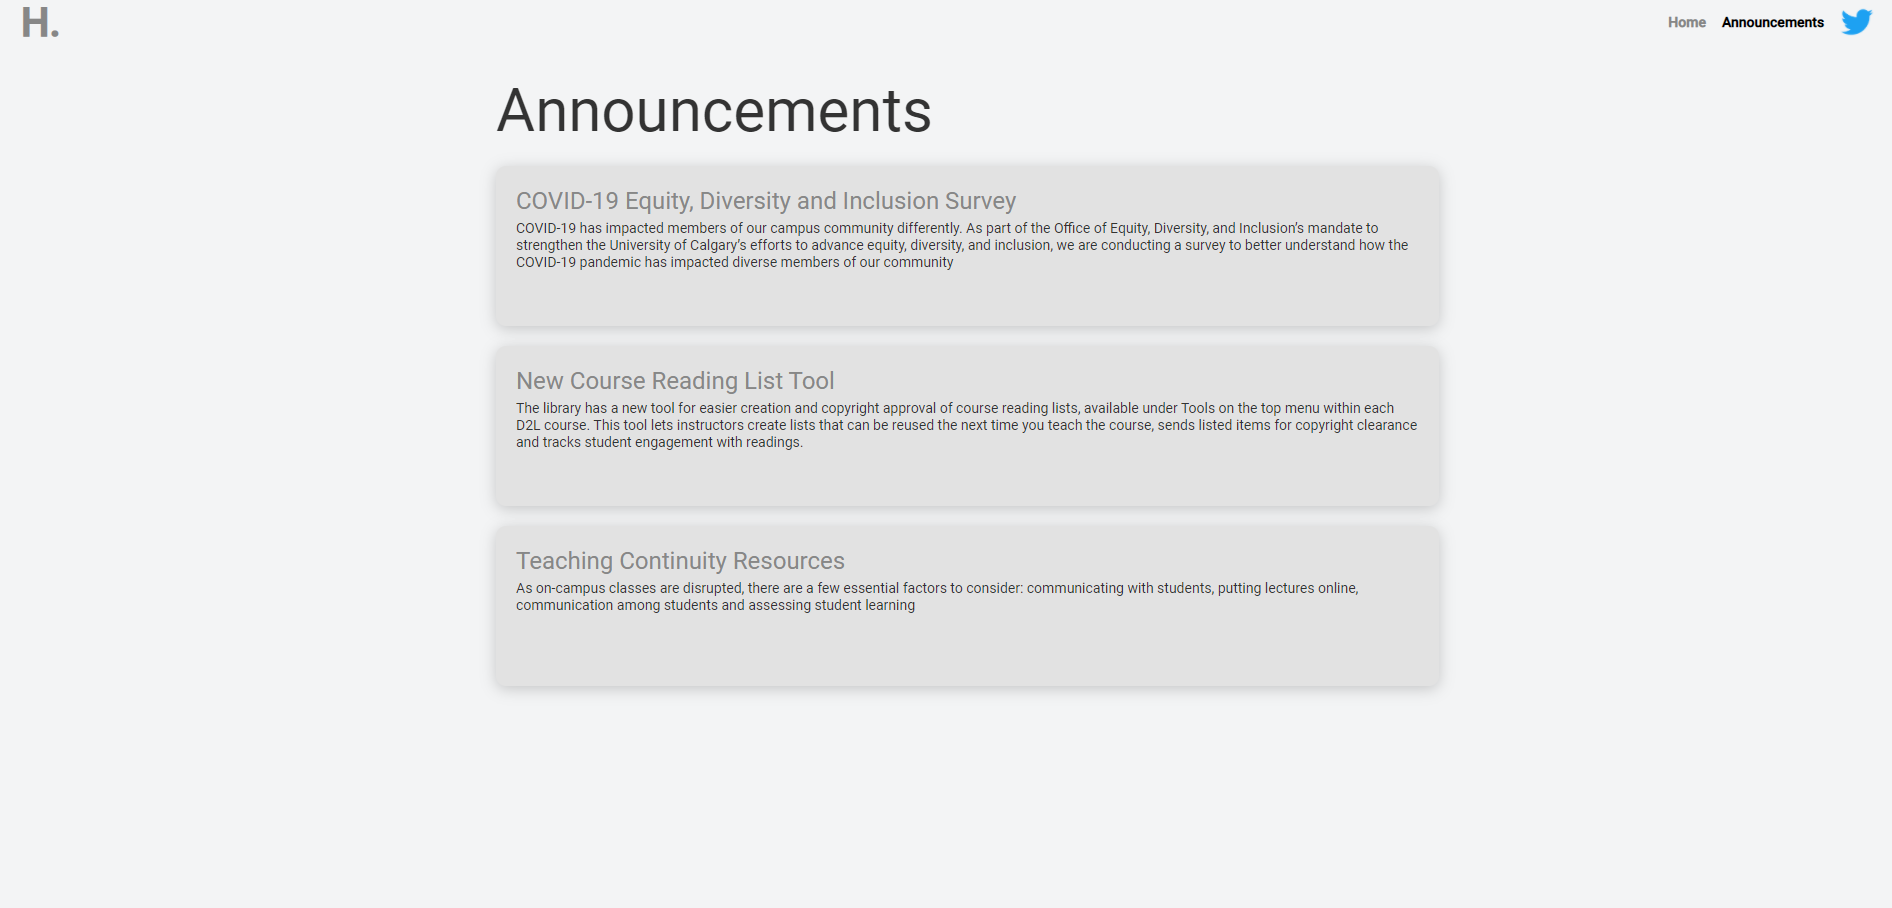 H.
Home
Announcements
Announcements
COVID-19 Equity, Diversity and Inclusion Survey
COVID-19 has impacted members of our campus community differently. As part of the Office of Equity, Diversity, and Inclusion’s mandate to
strengthen the University of Calgary’s efforts to advance equity, diversity, and inclusion, we are conducting a survey to better understand how the
COVID-19 pandemic has impacted diverse members of our community
New Course Reading List Tool
The library has a new tool for easier creation and copyright approval of course reading lists, available under Tools on the top menu within each
D2L course. This tool lets instructors create lists that can be reused the next time you teach the course, sends listed items for copyright clearance
and tracks student engagement with readings.
Teaching Continuity Resources
As on-campus classes are disrupted, there are a few essential factors to consider: communicating with students, putting lectures online,
communication among students and assessing student learning